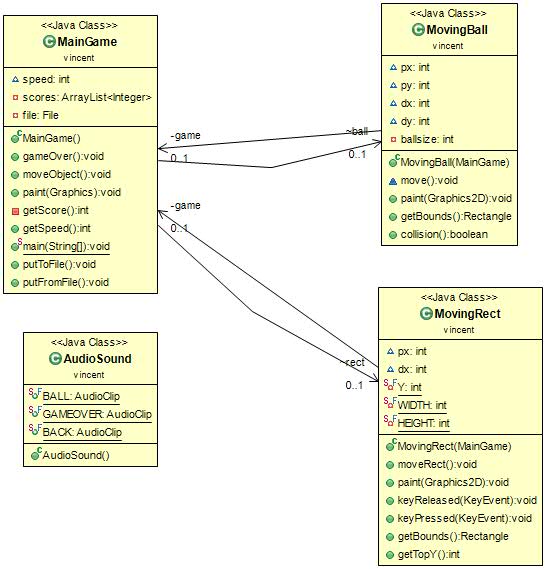 <<Java Class>>
MainGame
vincent
speed: int
scores: ArrayList<Integer>
file: File
MainGame()
gameOver():void
moveObject():void
paint(Graphics):void
getScore():int
getSpeed():int
main(String[]):void
putToFile():void
putFromFile():void
<<Java Class>>
MovingBall
vincent
px: int
py: int
dx: int
dy: int
ballsize: int
MovingBall(MainGame)
move():void
paint(Graphics2D):void
getBounds():Rectangle
collision():boolean
-game
0..1
~ball
0..1
-game
0..1
~rect
0..1
<<Java Class>>
AudioSound
vincent
BALL: AudioClip
GAMEOVER: AudioClip
BACK: AudioClip
AudioSound()
<<Java Class>>
MovingRect
vincent
px: int
dx: int
Y: int
WIDTH: int
HEIGHT: int
MovingRect(MainGame)
moveRect():void
paint(Graphics2D):void
keyReleased(KeyEvent):void
keyPressed(KeyEvent):void
getBounds():Rectangle
getTopY():int